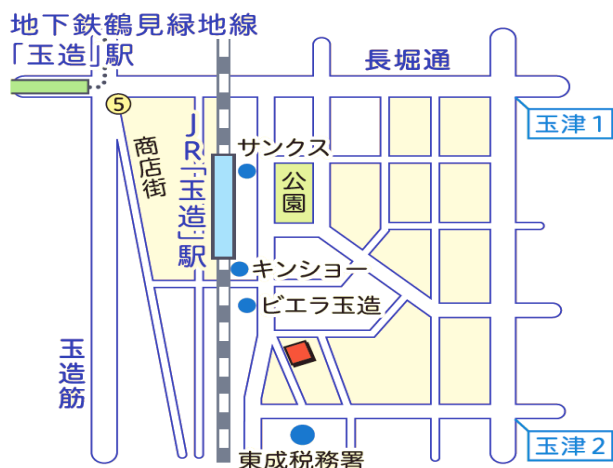 地下鉄鶴見緑地線
「玉造」駅
長堀通
5
玉津1
商店街
JR「玉造」駅
サンクス
公園
キンショー
ビエラ玉造
玉造筋
東成税務署
玉津2